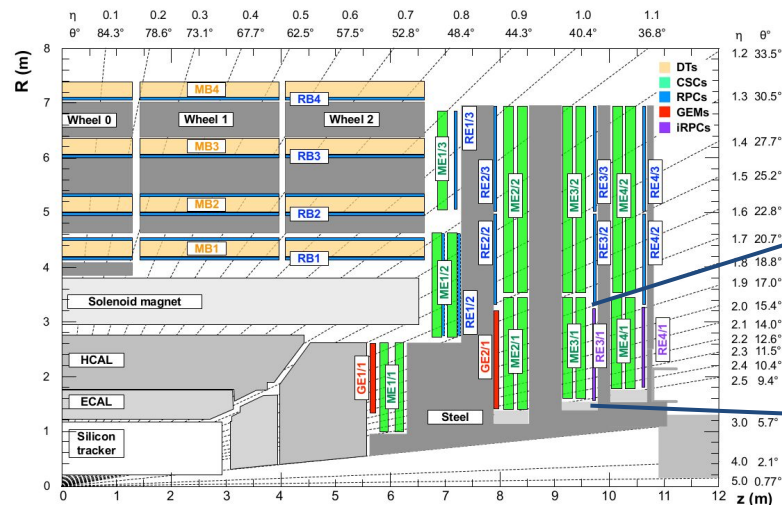 η 0.1 0.2 0.3 0.4 0.5 0.6 0.7 0.8 0.9 1.0 1.1 η θ°
θ° 84.3° 78.6° 73.1° 67.7° 62.5° 57.5° 52.8° 48.4° 44.3° 40.4° 36.8°
R (m)
8
7
6
5
4
3
2
1
0
1.2 33.5°
1.3 30.5°
1.4 27.7°
1.5 25.2°
1.6 22.8°
1.7 20.7°
1.8 18.8°
1.9 17.0°
2.0 15.4°
2.1 14.0°
2.2 12.6°
2.3 11.5°
2.4 10.4°
2.5 9.4°
3.0 5.7°
4.0 2.1°
5.0 0.77°
DTs
CSCs
RPCs
GEMs
iRPCs
MB4
RB4
Wheel 0
Wheel 1
Wheel 2
MB3
RB3
MB2
RB2
MB1
RB1
Solenoid magnet
HCAL
ECAL
Silicon
tracker
Steel
ME1/3
RE1/3
ME1/2
RE1/2
GE1/1
ME1/1
RE2/3
ME2/2
RE2/2
GE2/1
ME2/1
ME3/2
RE3/3
RE3/2
ME3/1
RE3/1
ME4/2
RE4/3
RE4/2
ME4/1
RE4/1
0 1 2 3 4 5 6 7 8 9 10 11 12
z (m)